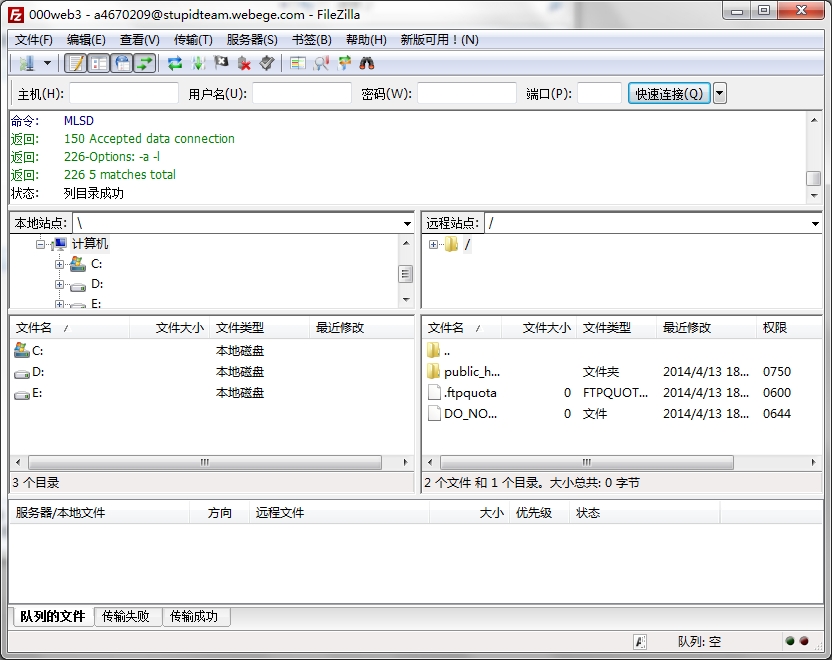 000web3 - a4670209@stupidteam.webege.com - FileZilla
文件(F) 编辑(E) 查看(V) 传输(T) 服务器(S) 书签(B) 帮助(H) 新版可用！(N)
主机(H): 用户名(U): 密码(W): 端口(P): 快速连接(Q)
命令: MLSD
返回: 150 Accepted data connection
返回: 226-Options: -a -l
返回: 226 5 matches total
状态: 列目录成功
本地站点: \
计算机
C:
D:
E:
远程站点: /
/
文件名 文件大小 文件类型 最近修改
C: 本地磁盘
D: 本地磁盘
E: 本地磁盘
3 个目录
文件名 文件大小 文件类型 最近修改 权限
..
public_h... 文件夹 2014/4/13 18... 0750
.ftpquota 0 FTPQUOT... 2014/4/13 18... 0600
DO_NO... 0 文件 2014/4/13 18... 0644
2 个文件 和 1 个目录。大小总共: 0 字节
服务器/本地文件 方向 远程文件 大小 优先级 状态
队列的文件 传输失败 传输成功
队列: 空